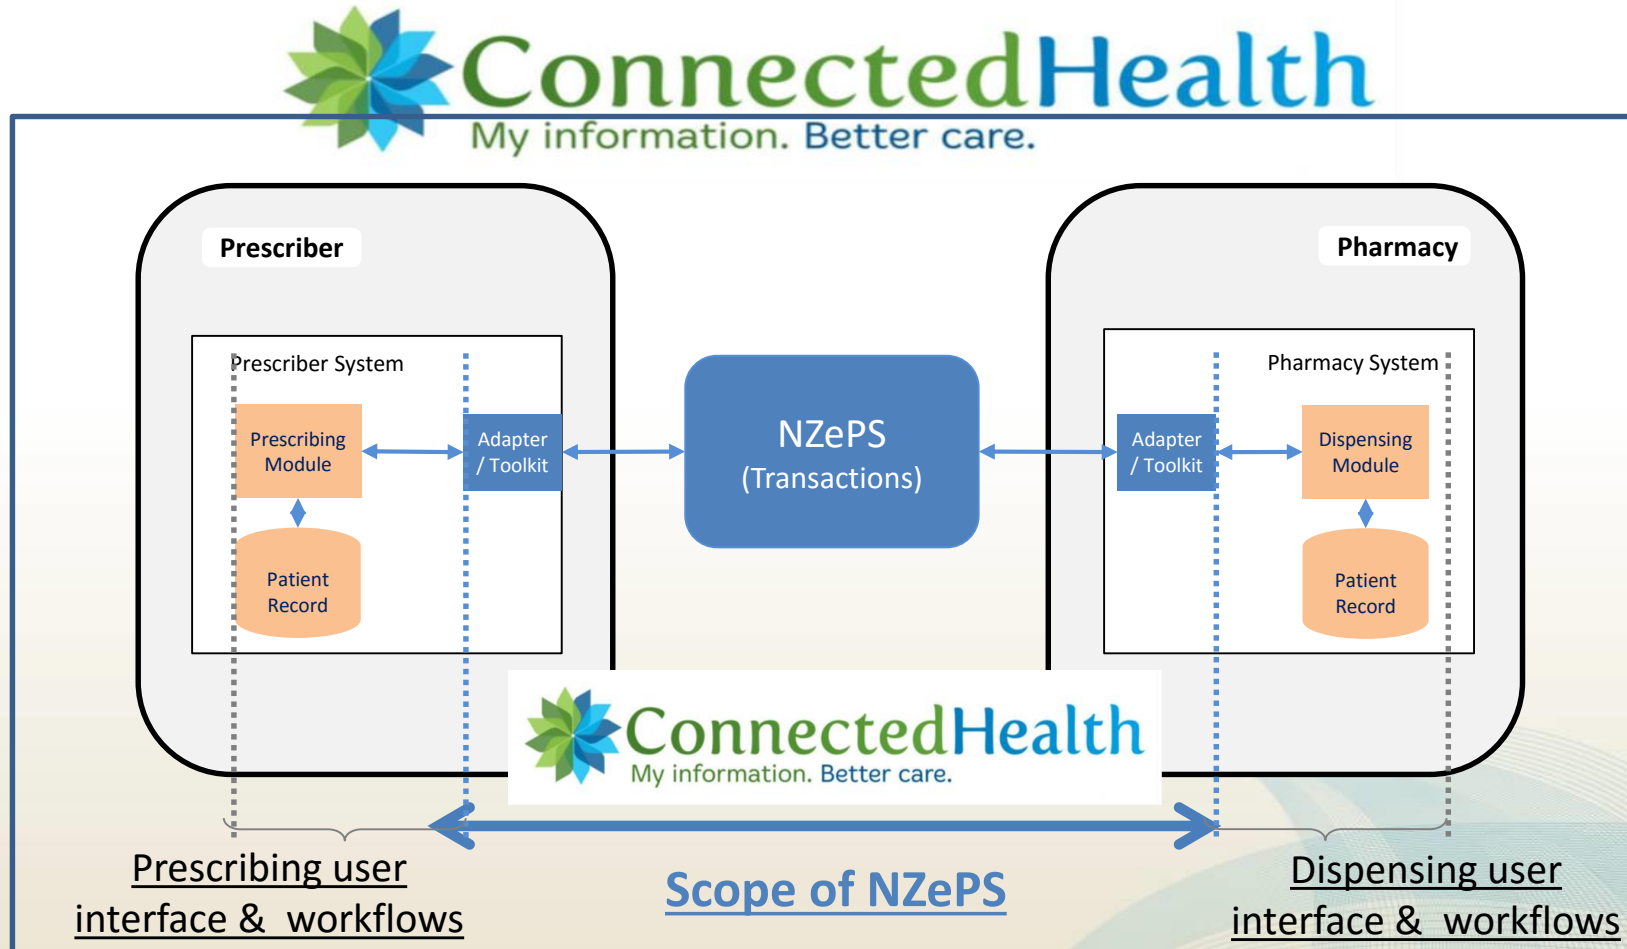 ConnectedHealth
My information. Better care.
Prescriber
Pharmacy
Prescriber System
Prescribing
Module
Adapter
/ Toolkit
Patient
Record
NZePS
(Transactions)
Pharmacy System
Adapter
/ Toolkit
Dispensing
Module
Patient
Record
ConnectedHealth
My information. Better care.
Prescribing user
interface & workflows
Scope of NZePS
Dispensing user
interface & workflows